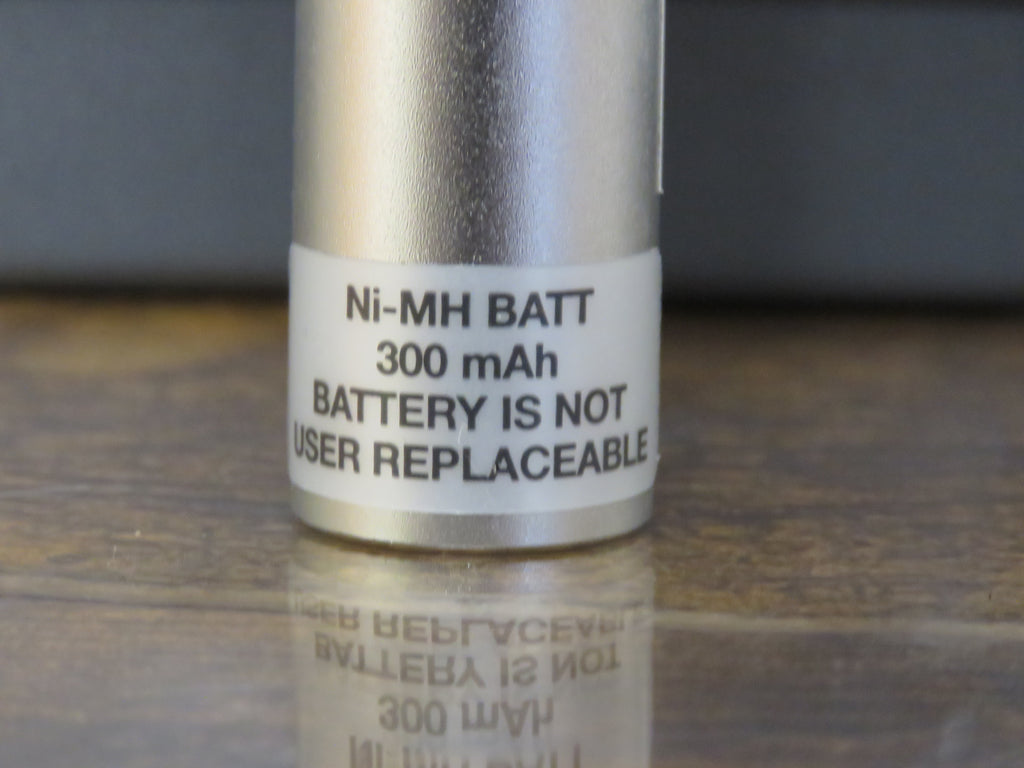 Ni-MH BATT
300 mAh
BATTERY IS NOT
USER REPLACEABLE